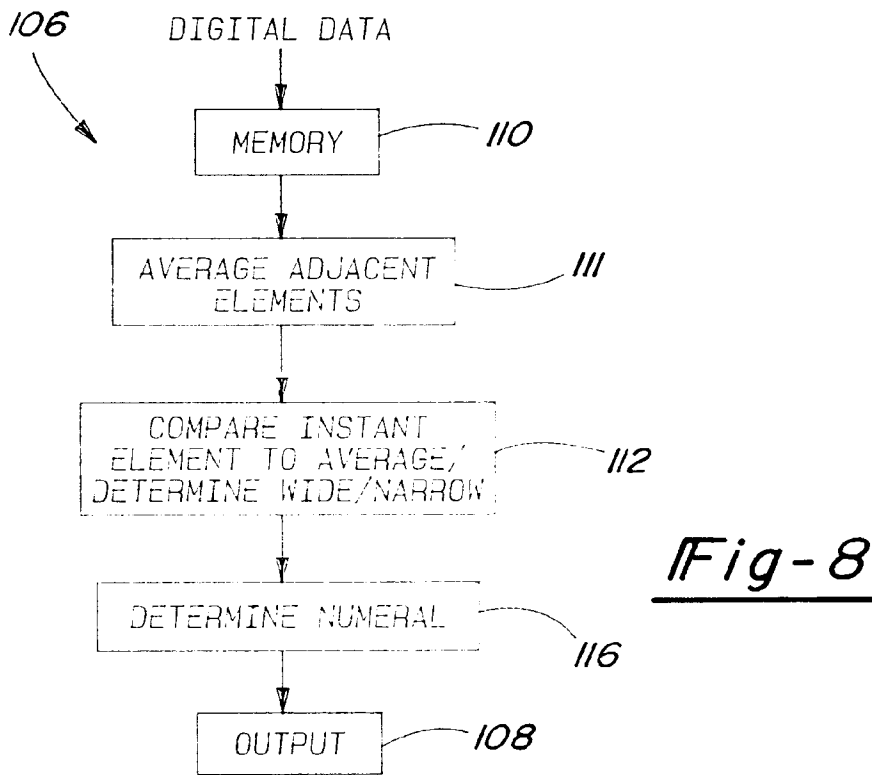 106
DIGITAL DATA
MEMORY
110
AVERAGE ADJACENT
ELEMENTS
111
COMPARE INSTANT
ELEMENT TO AVERAGE/
DETERMINE WIDE/NARROW
112
Fig-8
DETERMINE NUMERAL
116
OUTPUT
108